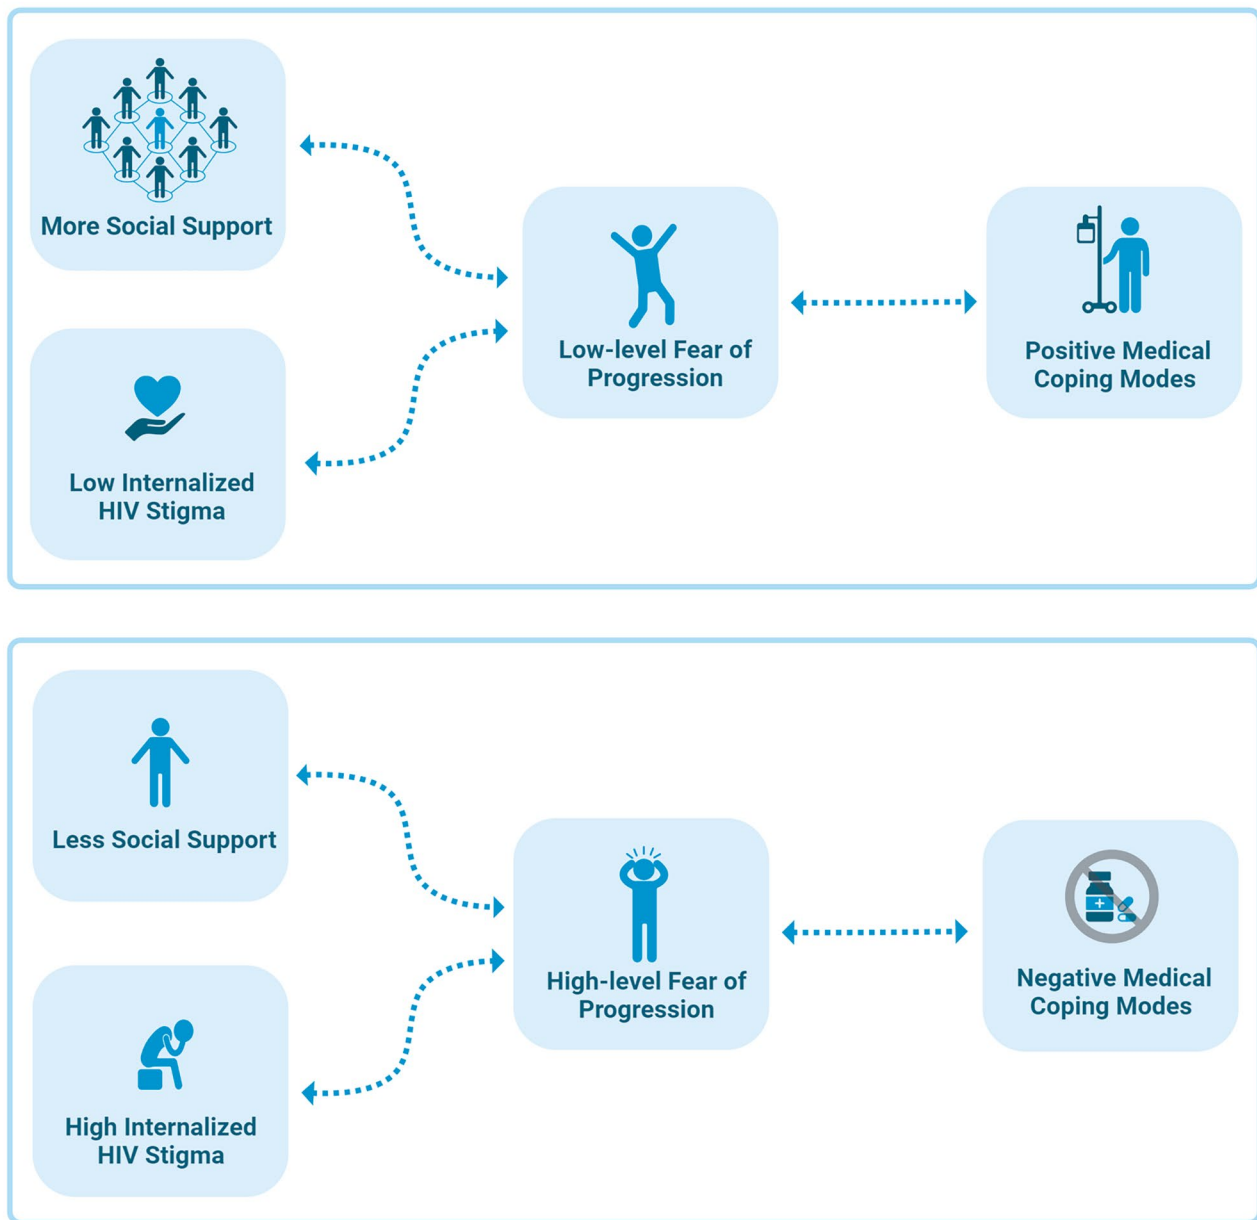 More Social Support
Low Internalized
HIV Stigma
Low-level Fear of
Progression
Positive Medical
Coping Modes
Less Social Support
High Internalized
HIV Stigma
High-level Fear of
Progression
Negative Medical
Coping Modes